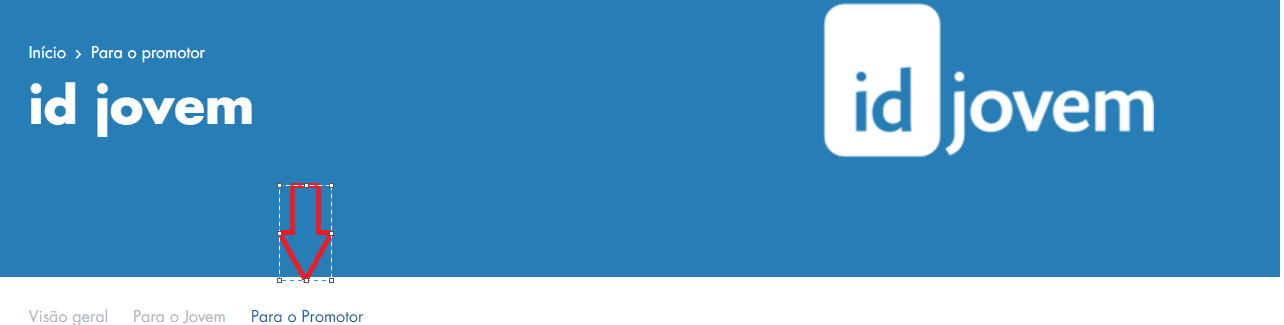 Início > Para o promotor
id jovem
id jovem
Visão geral Para o Jovem Para o Promotor